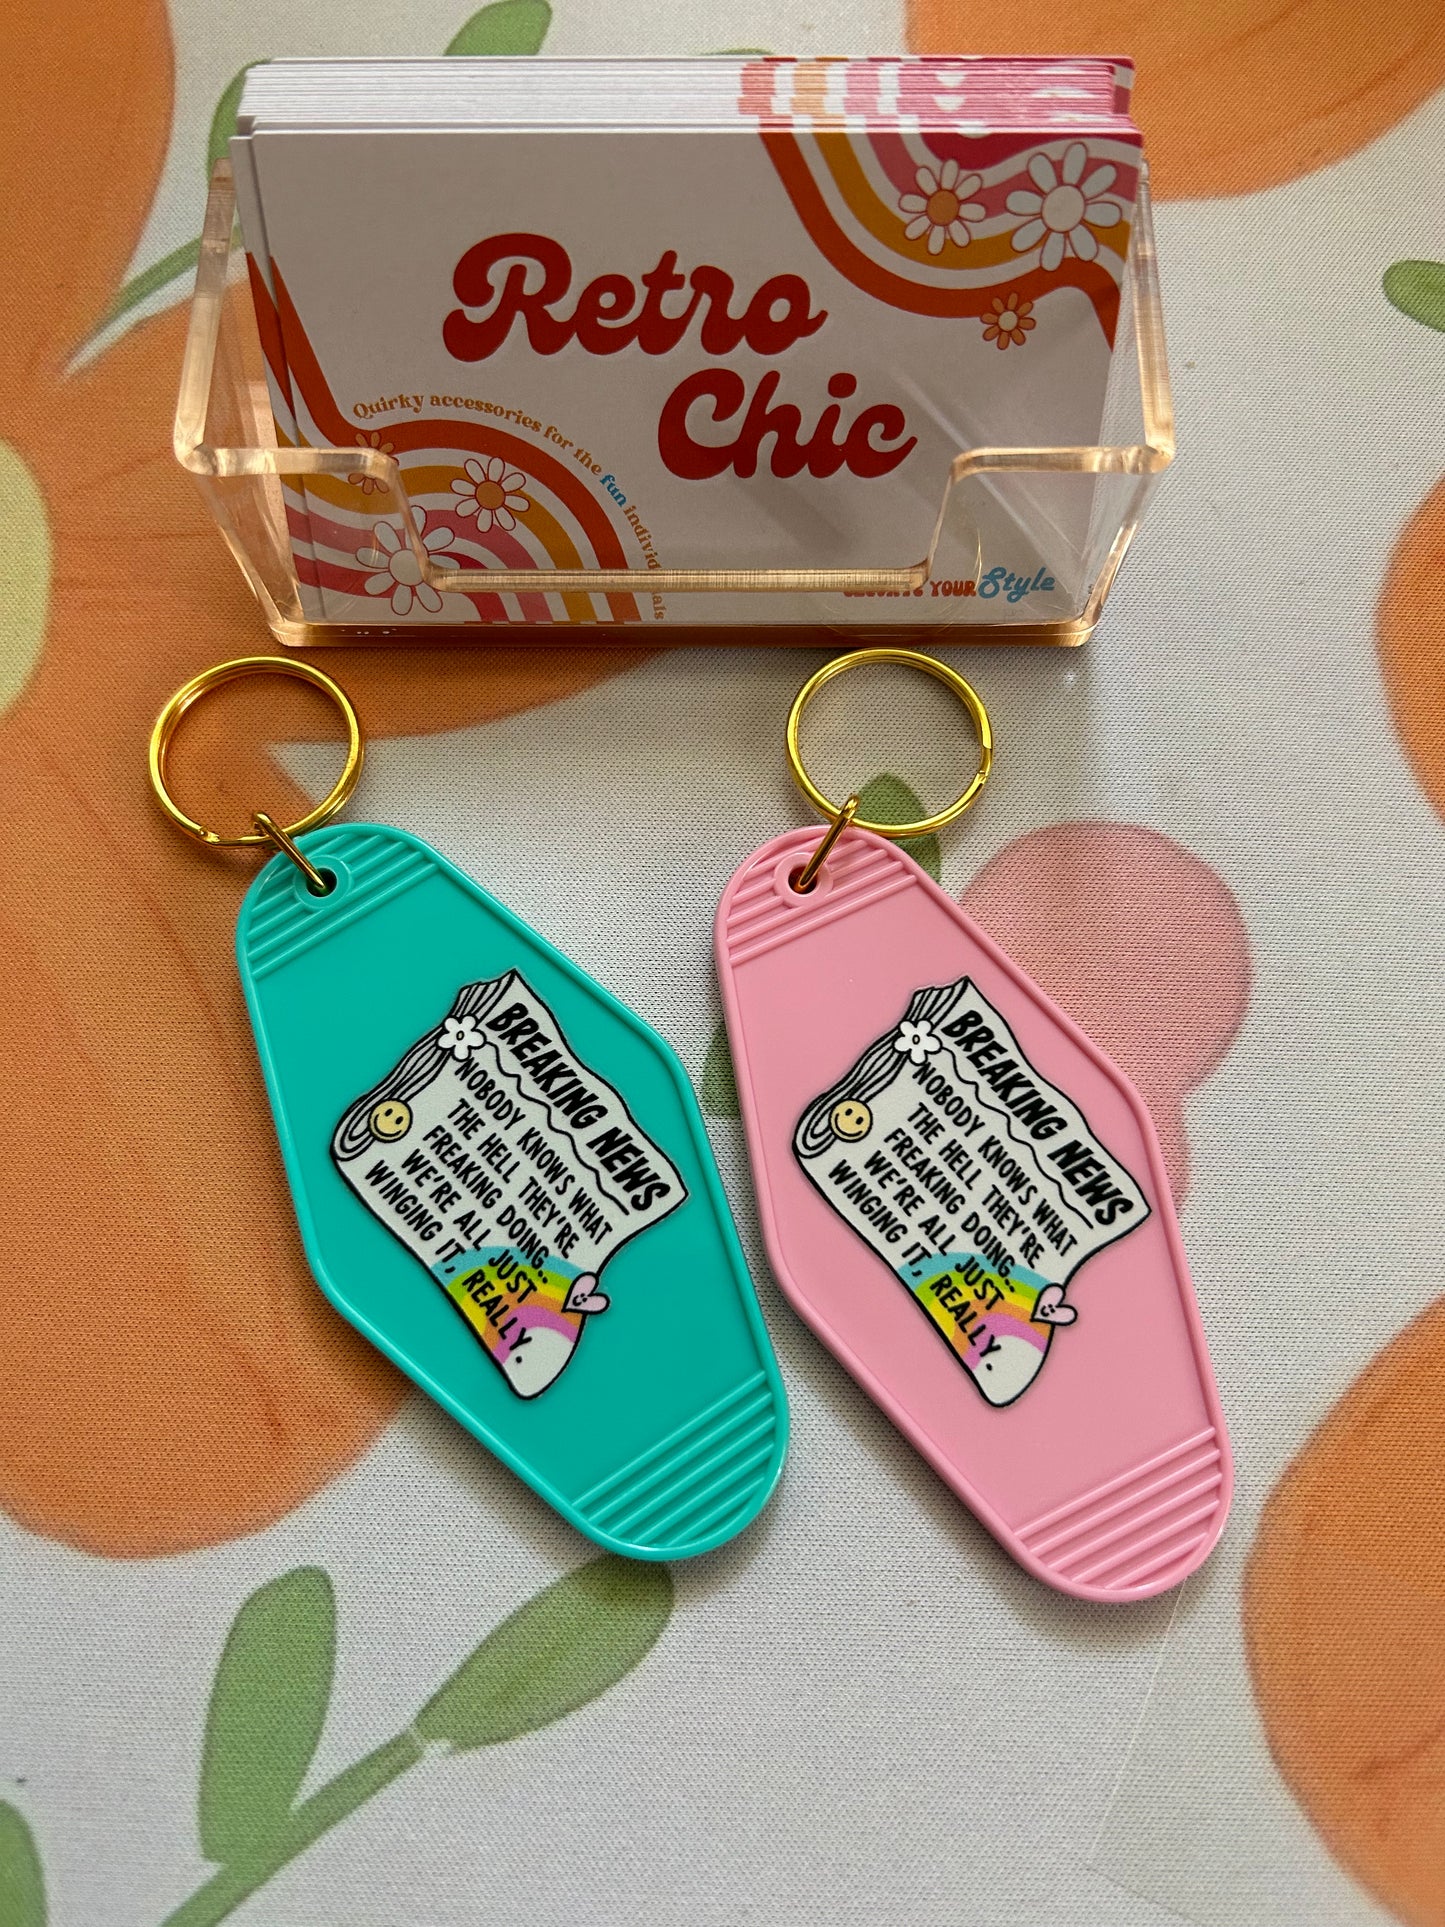 Retro
Chic
Quirky accessories for the fun individuals
YOUR Style
BREAKING NEWS
NOBODY KNOWS WHAT
THE HELL THEY'RE
FREAKING DOING..
WE'RE ALL JUST
WINGING IT, REALLY.
BREAKING NEWS
NOBODY KNOWS WHAT
THE HELL THEY'RE
FREAKING DOING..
WE'RE ALL JUST
WINGING IT, REALLY.